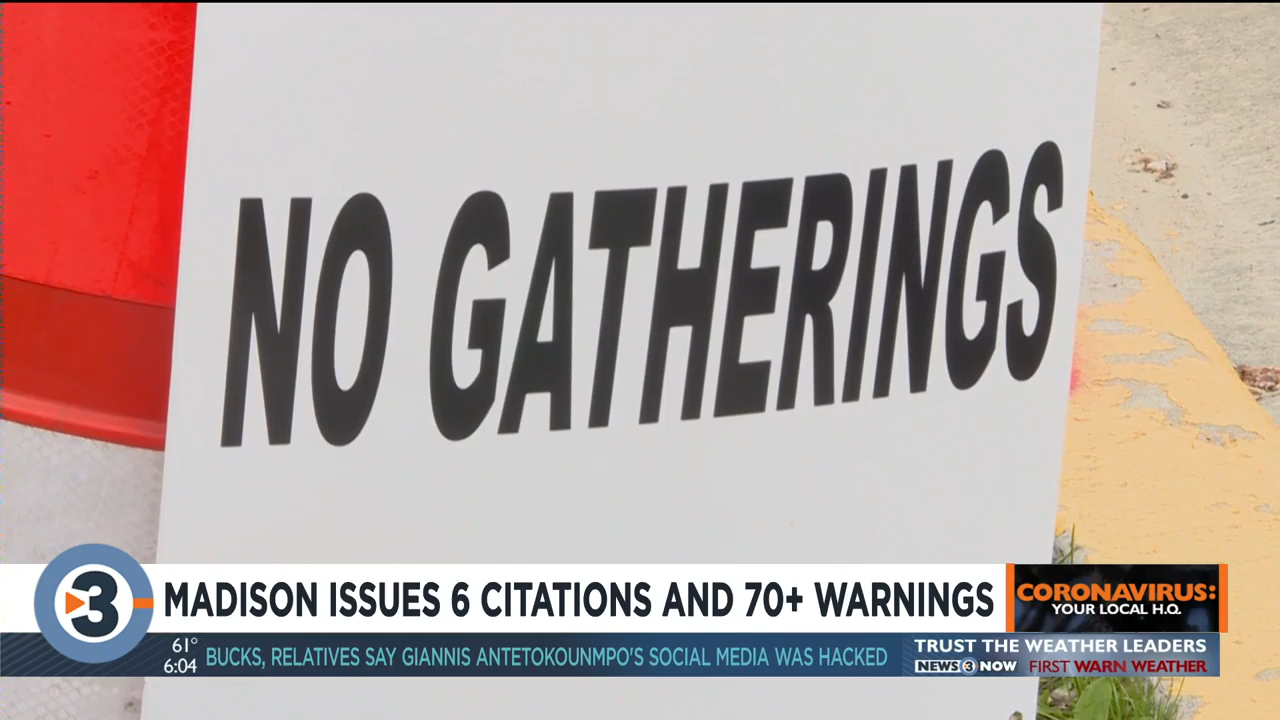 NO GATHERINGS
3
MADISON ISSUES 6 CITATIONS AND 70+ WARNINGS
CORONAVIRUS:
YOUR LOCAL H.Q.
61°
6:04
BUCKS, RELATIVES SAY GIANNIS ANTETOKOUNMPO'S SOCIAL MEDIA WAS HACKED
TRUST THE WEATHER LEADERS
NEWS 3 NOW FIRST WARN WEATHER